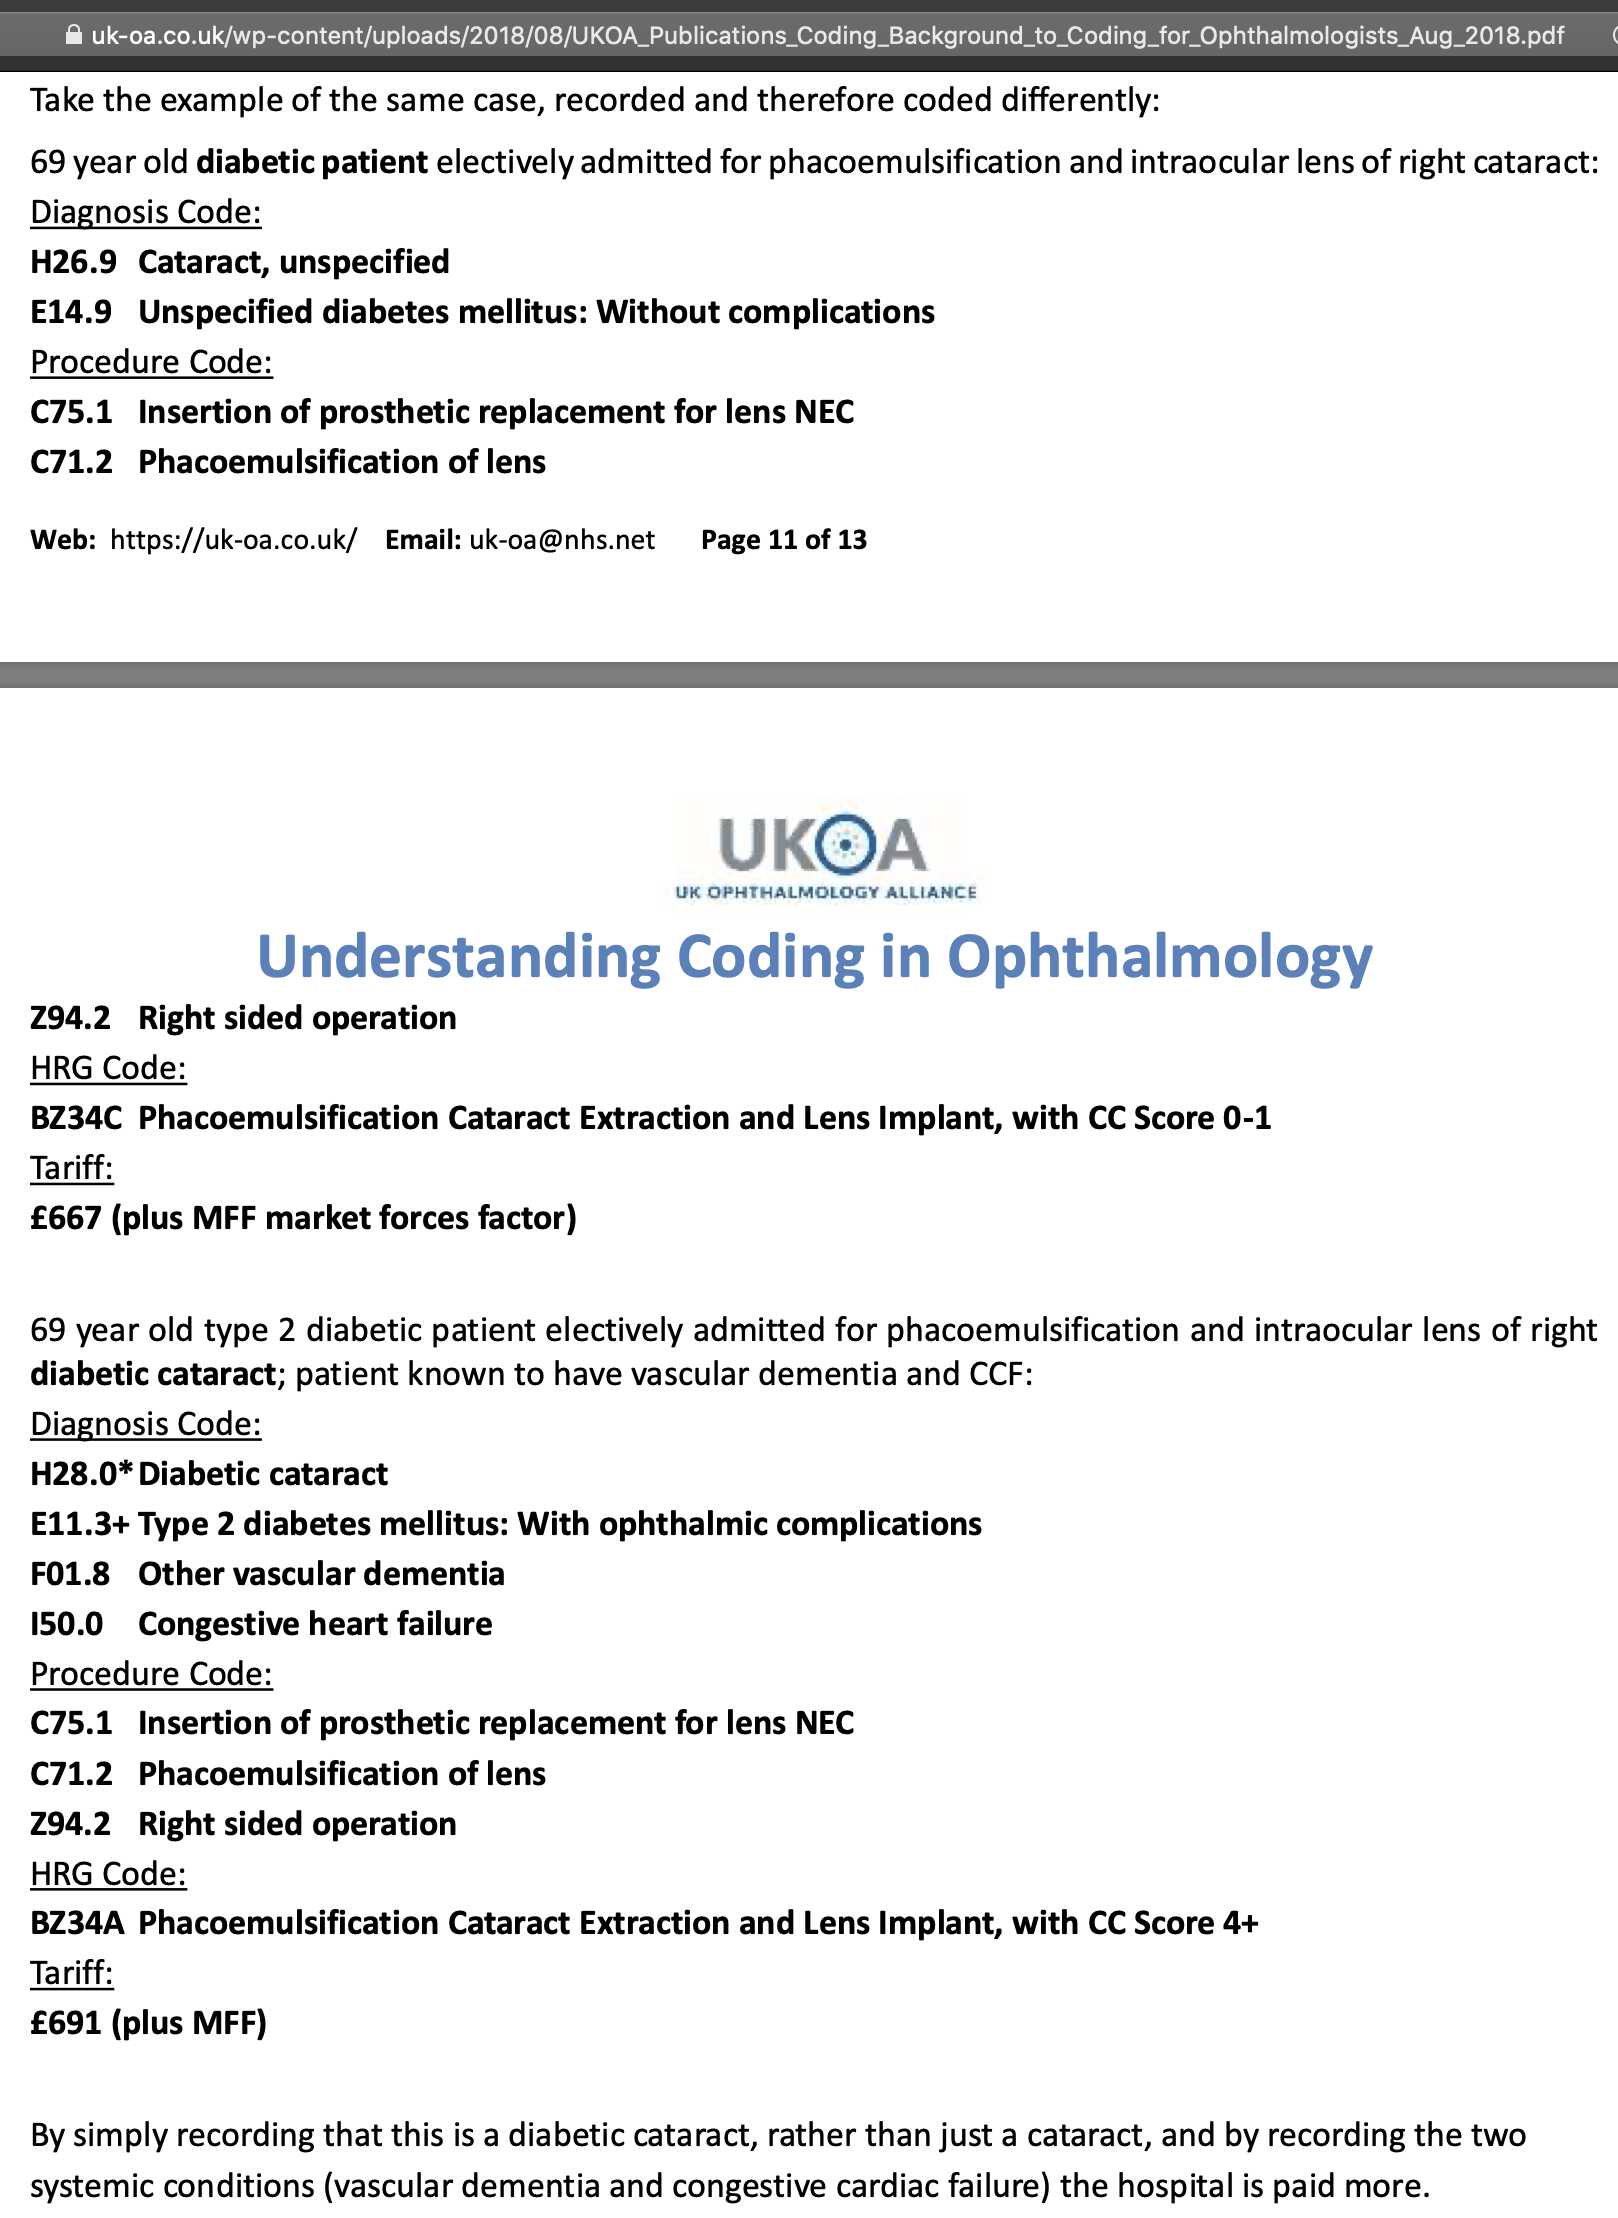 uk-oa.co.uk/wp-content/uploads/2018/08/UKOA_Publications_Coding_Background_to_Coding_for_Ophthalmologists_Aug_2018.pdf
Take the example of the same case, recorded and therefore coded differently:
69 year old diabetic patient electively admitted for phacoemulsification and intraocular lens of right cataract:
Diagnosis Code:
H26.9 Cataract, unspecified
E14.9 Unspecified diabetes mellitus: Without complications
Procedure Code:
C75.1 Insertion of prosthetic replacement for lens NEC
C71.2 Phacoemulsification of lens
Web: https://uk-oa.co.uk/ Email: uk-oa@nhs.net Page 11 of 13
UKOA
UK OPHTHALMOLOGY ALLIANCE
Understanding Coding in Ophthalmology
Z94.2 Right sided operation
HRG Code:
BZ34C Phacoemulsification Cataract Extraction and Lens Implant, with CC Score 0-1
Tariff:
£667 (plus MFF market forces factor)
69 year old type 2 diabetic patient electively admitted for phacoemulsification and intraocular lens of right
diabetic cataract; patient known to have vascular dementia and CCF:
Diagnosis Code:
H28.0* Diabetic cataract
E11.3+ Type 2 diabetes mellitus: With ophthalmic complications
F01.8 Other vascular dementia
I50.0 Congestive heart failure
Procedure Code:
C75.1 Insertion of prosthetic replacement for lens NEC
C71.2 Phacoemulsification of lens
Z94.2 Right sided operation
HRG Code:
BZ34A Phacoemulsification Cataract Extraction and Lens Implant, with CC Score 4+
Tariff:
£691 (plus MFF)
By simply recording that this is a diabetic cataract, rather than just a cataract, and by recording the two
systemic conditions (vascular dementia and congestive cardiac failure) the hospital is paid more.